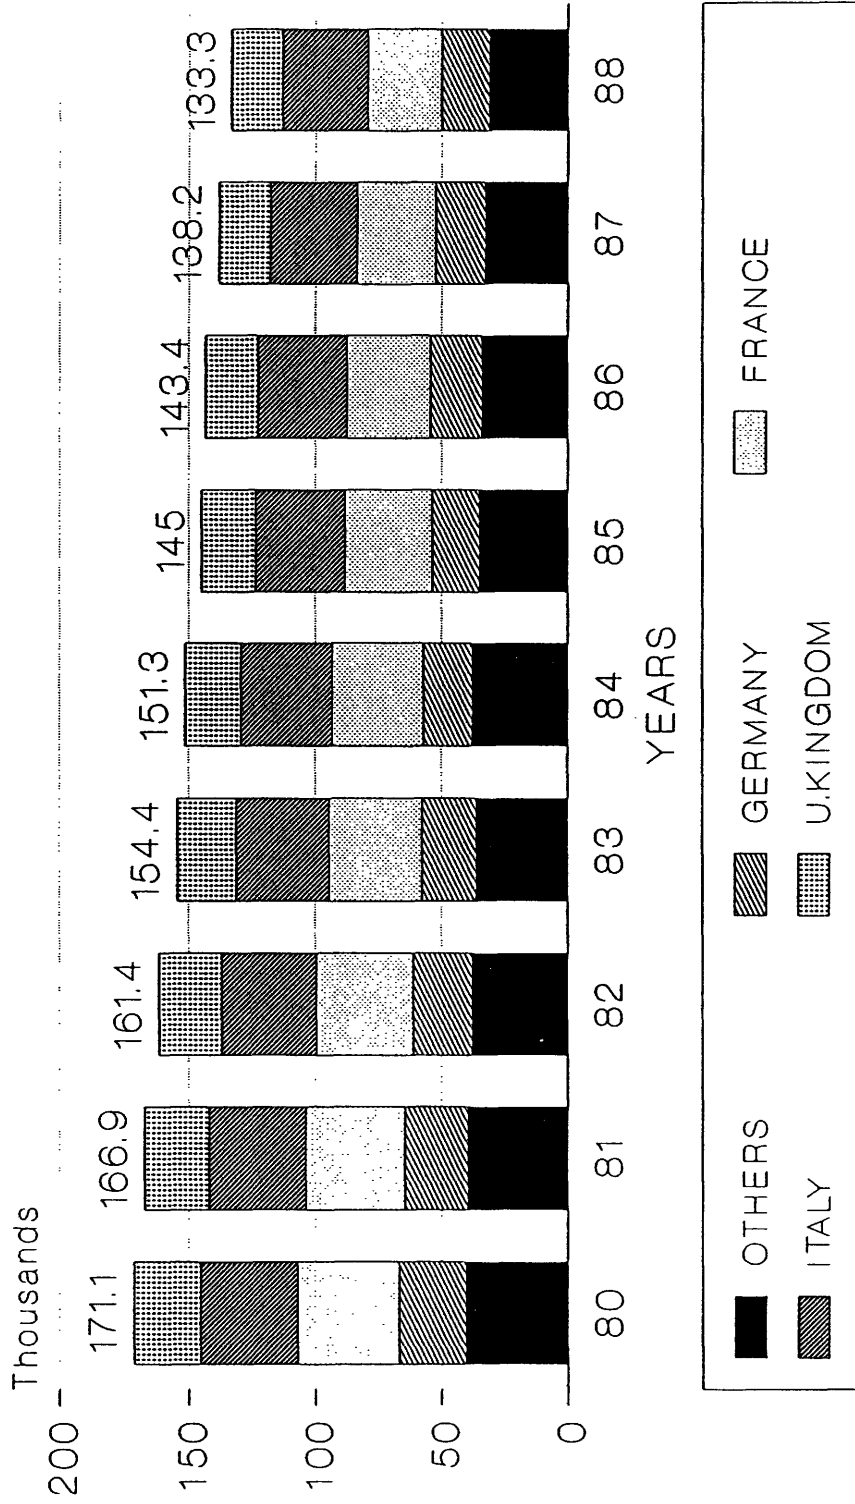 Thousands
200
150
100
50
0
171.1
166.9
161.4
154.4
151.3
145
143.4
138.2
133.3
80 81 82 83 84 85 86 87 88
YEARS
OTHERS GERMANY FRANCE
ITALY U.KINGDOM